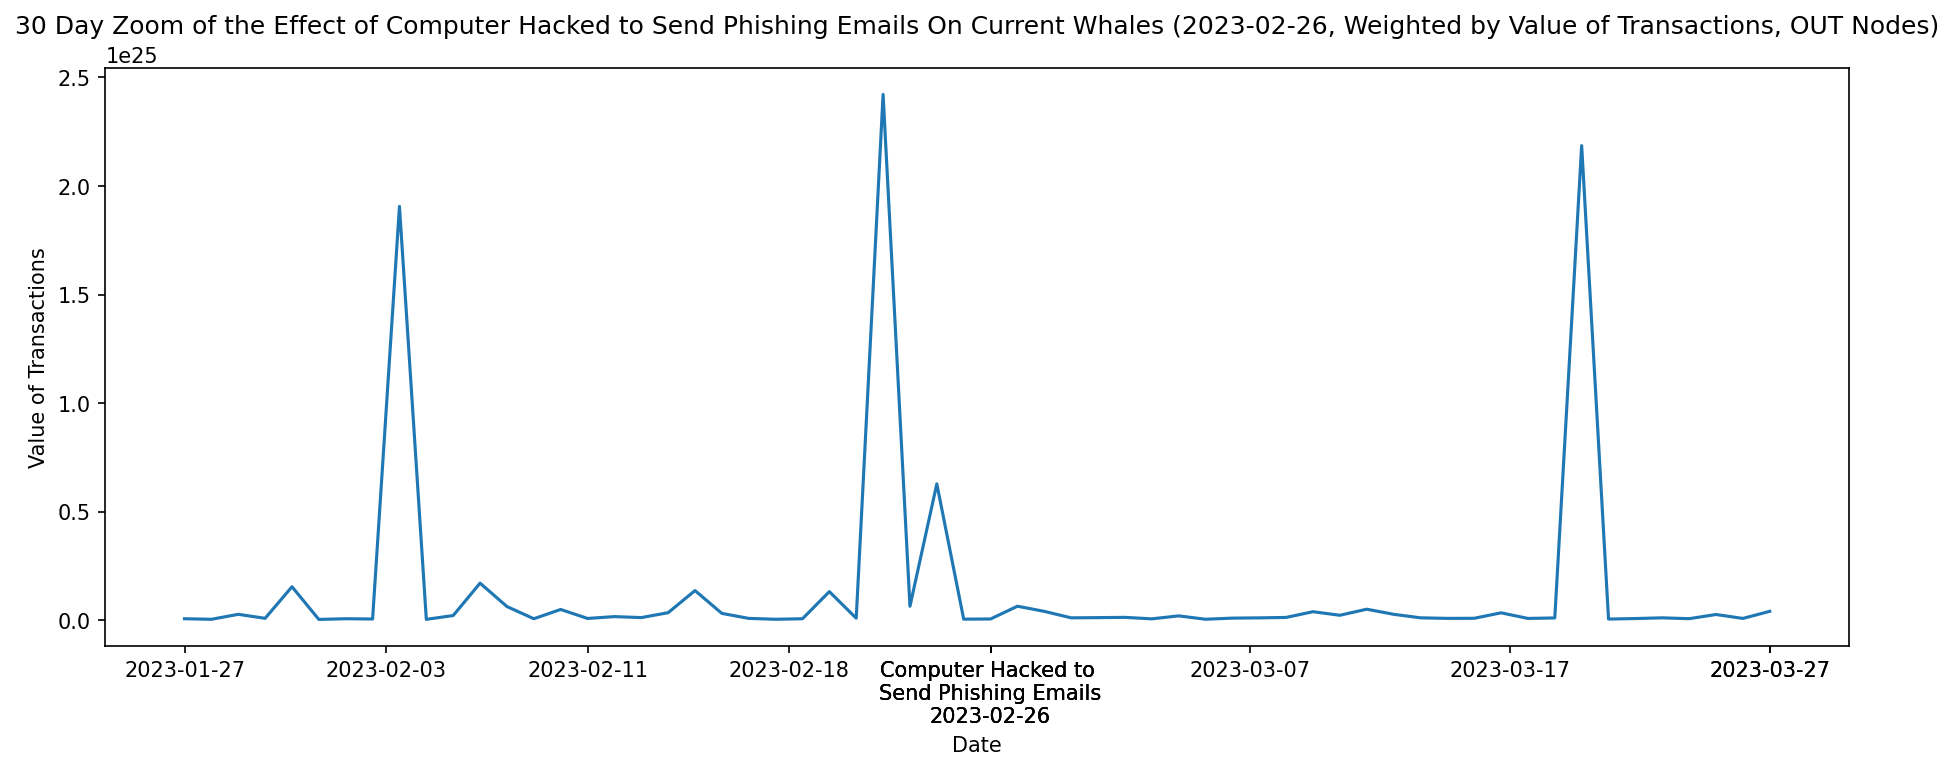 30 Day Zoom of the Effect of Computer Hacked to Send Phishing Emails On Current Whales (2023-02-26, Weighted by Value of Transactions, OUT Nodes)
1e25
2.5
2.0
1.5
1.0
0.5
0.0
Value of Transactions
2023-01-27
2023-02-03
2023-02-11
2023-02-18
Computer Hacked to
Send Phishing Emails
2023-02-26
2023-03-07
2023-03-17
2023-03-27
Date